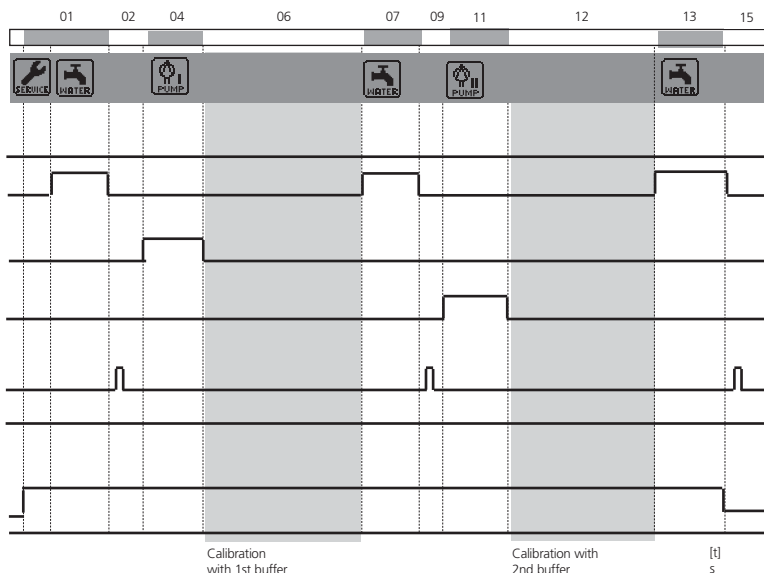 01 02 04 06 07 09 11 12 13 15
SERVICE WATER I PUMP WATER II PUMP WATER
Calibration
with 1st buffer
Calibration with
2nd buffer
[t]
s